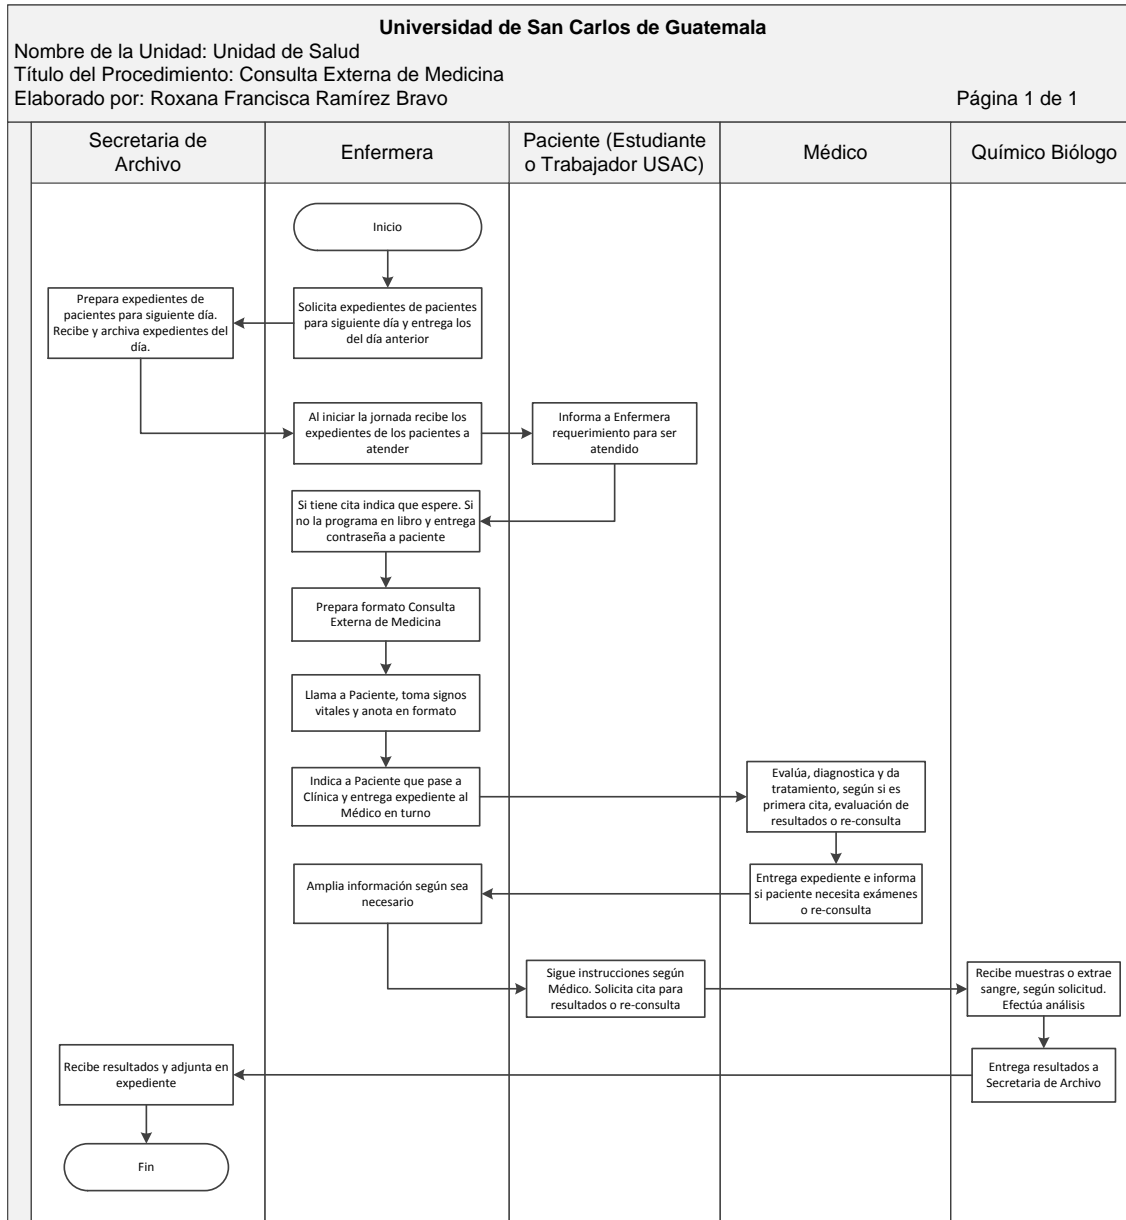 Universidad de San Carlos de Guatemala
Nombre de la Unidad: Unidad de Salud
Título del Procedimiento: Consulta Externa de Medicina
Elaborado por: Roxana Francisca Ramírez Bravo
Página 1 de 1
Secretaria de
Archivo
Enfermera
Paciente (Estudiante
o Trabajador USAC)
Médico
Químico Biólogo
Inicio
Solicita expedientes de pacientes
para siguiente día y entrega los
del día anterior
Prepara expedientes de
pacientes para siguiente día.
Recibe y archiva expedientes del
día.
Al iniciar la jornada recibe los
expedientes de los pacientes a
atender
Informa a Enfermera
requerimiento para ser
atendido
Si tiene cita indica que espere. Si
no la programa en libro y entrega
contraseña a paciente
Prepara formato Consulta
Externa de Medicina
Llama a Paciente, toma signos
vitales y anota en formato
Indica a Paciente que pase a
Clínica y entrega expediente al
Médico en turno
Evalúa, diagnostica y da
tratamiento, según si es
primera cita, evaluación de
resultados o re-consulta
Entrega expediente e informa
si paciente necesita exámenes
o re-consulta
Amplia información según sea
necesario
Sigue instrucciones según
Médico. Solicita cita para
resultados o re-consulta
Recibe muestras o extrae
sangre, según solicitud.
Efectúa análisis
Entrega resultados a
Secretaria de Archivo
Recibe resultados y adjunta en
expediente
Fin